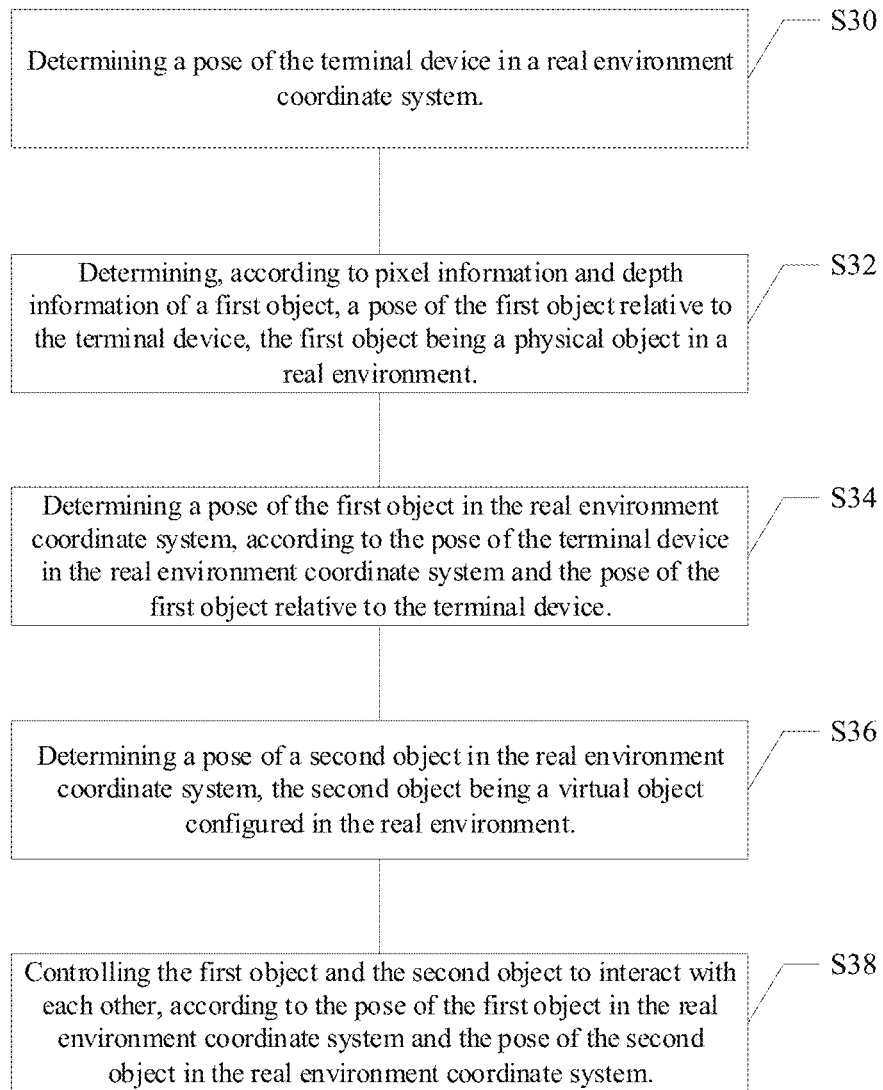 S30
Determining a pose of the terminal device in a real environment
coordinate system.
S32
Determining, according to pixel information and depth
information of a first object, a pose of the first object relative to
the terminal device, the first object being a physical object in a
real environment.
S34
Determining a pose of the first object in the real environment
coordinate system, according to the pose of the terminal device
in the real environment coordinate system and the pose of the
first object relative to the terminal device.
S36
Determining a pose of a second object in the real environment
coordinate system, the second object being a virtual object
configured in the real environment.
S38
Controlling the first object and the second object to interact with
each other, according to the pose of the first object in the real
environment coordinate system and the pose of the second
object in the real environment coordinate system.